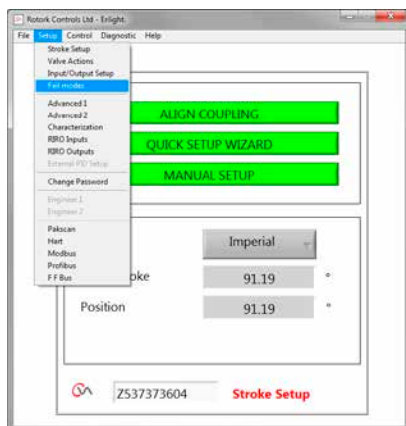 Rotork Controls Ltd - Enlight.
File Setup Control Diagnostic Help
Stroke Setup
Valve Actions
Input/Output Setup
Fail modes
Advanced 1
Advanced 2
Characterization
RIRO Inputs
RIRO Outputs
External PID Setup
Change Password
Engineer 1
Engineer 2
Pakscan
Hart
Modbus
Profibus
F F Bus
ALIGN COUPLING
QUICK SETUP WIZARD
MANUAL SETUP
Imperial
oke 91.19 °
Position 91.19 °
Z537373604 Stroke Setup